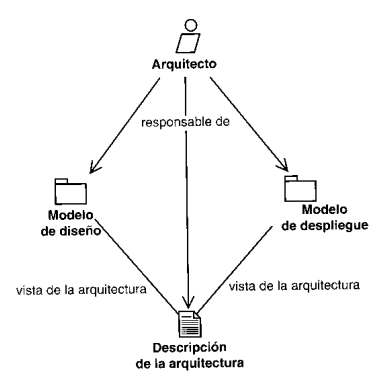 Arquitecto
responsable de
Modelo
de diseño
Modelo
de despliegue
vista de la arquitectura
vista de la arquitectura
Descripción
de la arquitectura